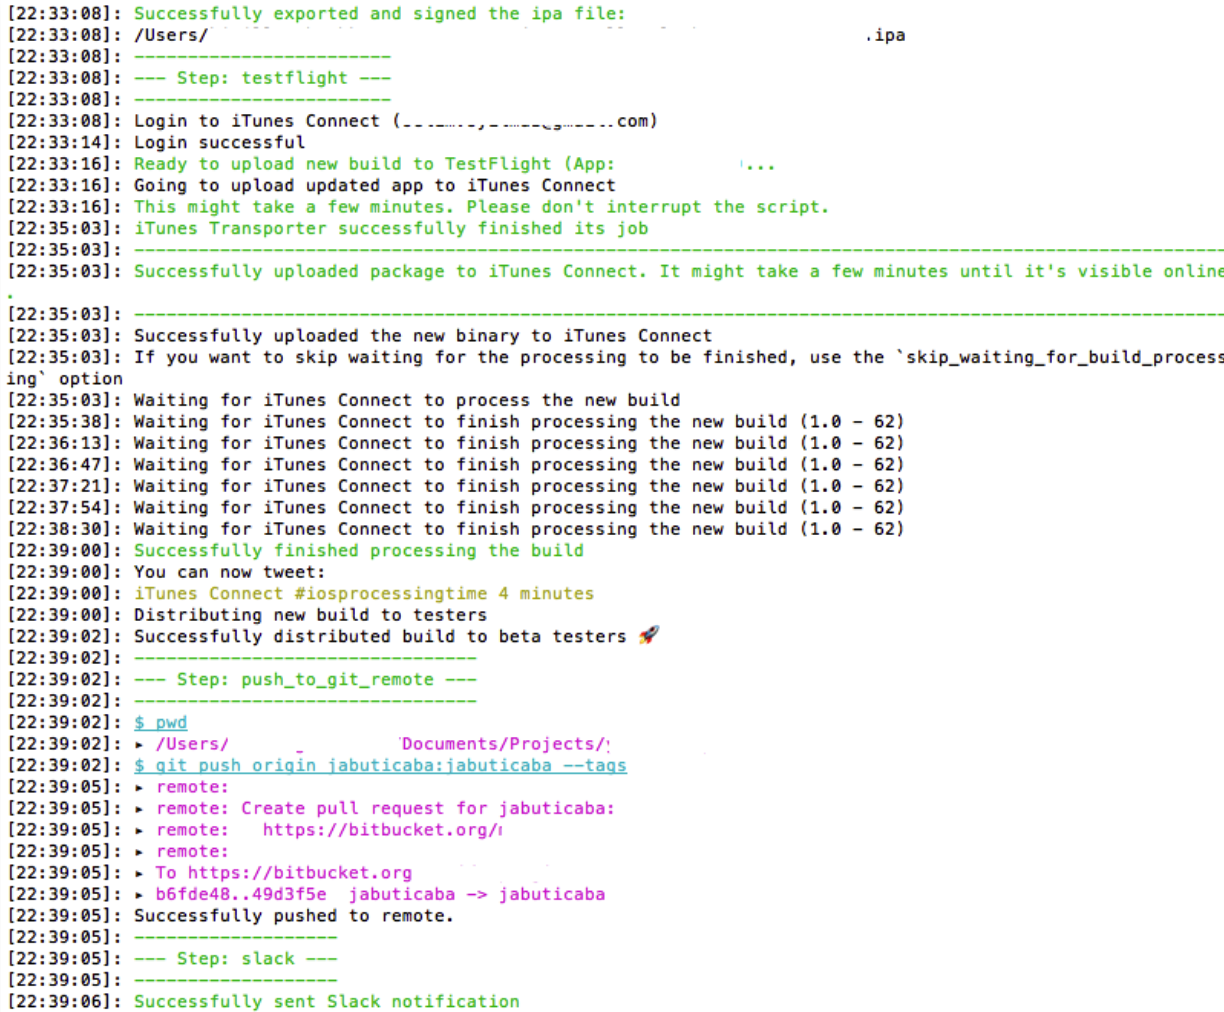 [22:33:08]: Successfully exported and signed the ipa file:
[22:33:08]: /Users/ .ipa
[22:33:08]: ------------------------
[22:33:08]: --- Step: testflight ---
[22:33:08]: ------------------------
[22:33:08]: Login to iTunes Connect ( .com)
[22:33:14]: Login successful
[22:33:16]: Ready to upload new build to TestFlight (App: ...
[22:33:16]: Going to upload updated app to iTunes Connect
[22:33:16]: This might take a few minutes. Please don't interrupt the script.
[22:35:03]: iTunes Transporter successfully finished its job
[22:35:03]: ------------------------------------------------------------------------------------------------------
[22:35:03]: Successfully uploaded package to iTunes Connect. It might take a few minutes until it's visible online
.
[22:35:03]: ------------------------------------------------------------------------------------------------------
[22:35:03]: Successfully uploaded the new binary to iTunes Connect
[22:35:03]: If you want to skip waiting for the processing to be finished, use the `skip_waiting_for_build_process
ing` option
[22:35:03]: Waiting for iTunes Connect to process the new build
[22:35:38]: Waiting for iTunes Connect to finish processing the new build (1.0 - 62)
[22:36:13]: Waiting for iTunes Connect to finish processing the new build (1.0 - 62)
[22:36:47]: Waiting for iTunes Connect to finish processing the new build (1.0 - 62)
[22:37:21]: Waiting for iTunes Connect to finish processing the new build (1.0 - 62)
[22:37:54]: Waiting for iTunes Connect to finish processing the new build (1.0 - 62)
[22:38:30]: Waiting for iTunes Connect to finish processing the new build (1.0 - 62)
[22:39:00]: Successfully finished processing the build
[22:39:00]: You can now tweet:
[22:39:00]: iTunes Connect #iosprocessingtime 4 minutes
[22:39:00]: Distributing new build to testers
[22:39:02]: Successfully distributed build to beta testers 🚀
[22:39:02]: --------------------------------
[22:39:02]: --- Step: push_to_git_remote ---
[22:39:02]: --------------------------------
[22:39:02]: $ pwd
[22:39:02]: ▸ /Users/ Documents/Projects/
[22:39:02]: $ git push origin jabuticaba:jabuticaba --tags
[22:39:05]: ▸ remote:
[22:39:05]: ▸ remote: Create pull request for jabuticaba:
[22:39:05]: ▸ remote:   https://bitbucket.org/
[22:39:05]: ▸ remote:
[22:39:05]: ▸ To https://bitbucket.org
[22:39:05]: ▸ b6fde48..49d3f5e  jabuticaba -> jabuticaba
[22:39:05]: Successfully pushed to remote.
[22:39:05]: -------------------
[22:39:05]: --- Step: slack ---
[22:39:05]: -------------------
[22:39:06]: Successfully sent Slack notification